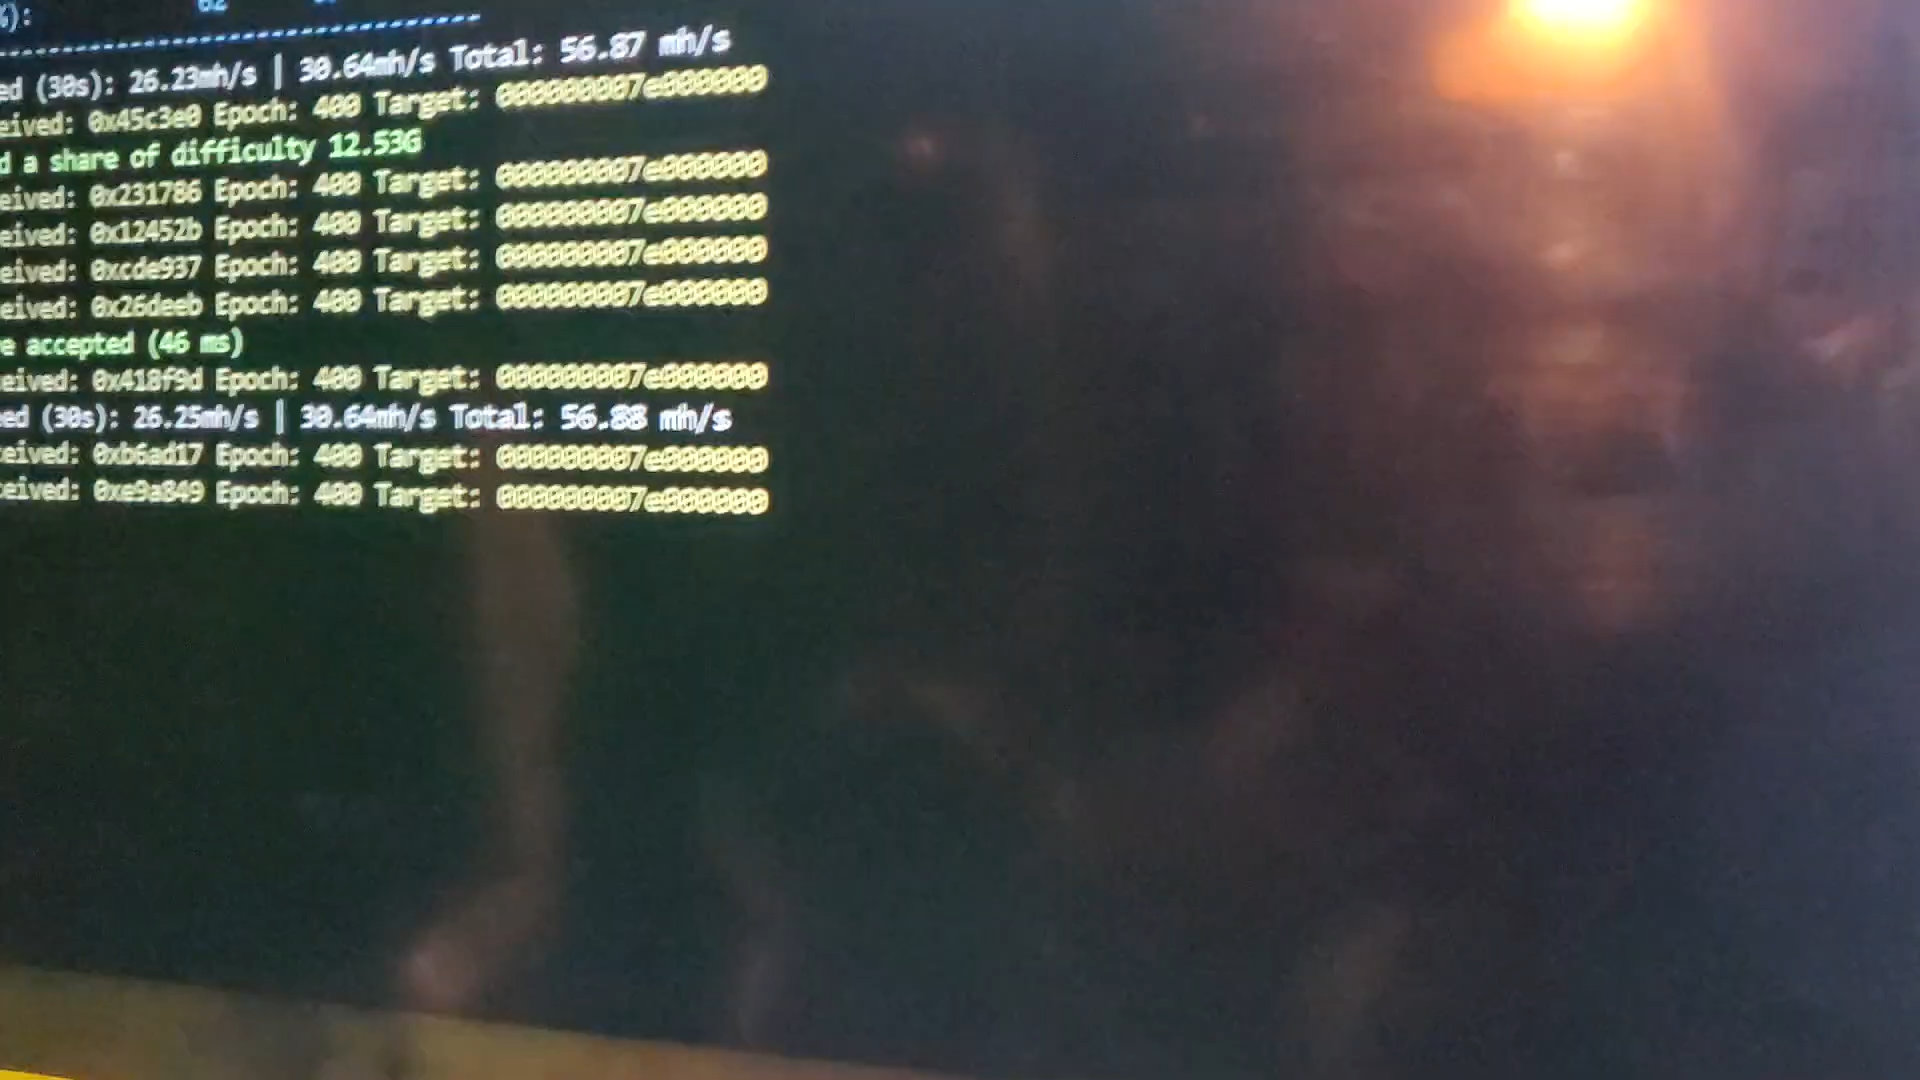 %):
ed (30s): 26.23mh/s | 30.64mh/s Total: 56.87 mh/s
eived: 0x45c3e0 Epoch: 400 Target: 000000007e000000
d a share of difficulty 12.53G
eived: 0x231786 Epoch: 400 Target: 000000007e000000
eived: 0x12452b Epoch: 400 Target: 000000007e000000
eived: 0xcde937 Epoch: 400 Target: 000000007e000000
eived: 0x26deeb Epoch: 400 Target: 000000007e000000
e accepted (46 ms)
eived: 0x418f9d Epoch: 400 Target: 000000007e000000
eed (30s): 26.25mh/s | 30.64mh/s Total: 56.88 mh/s
ceived: 0xb6ad17 Epoch: 400 Target: 000000007e000000
ceived: 0xe9a849 Epoch: 400 Target: 000000007e000000